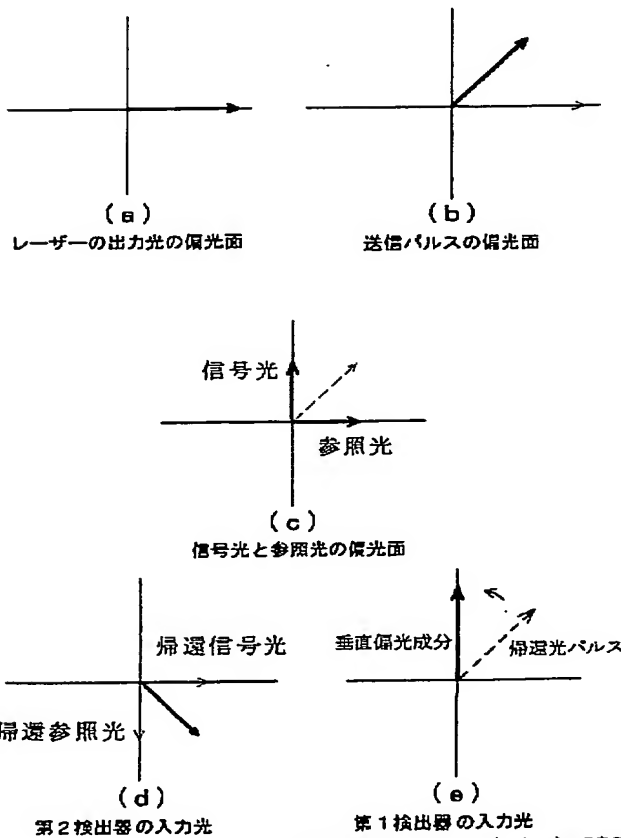 (a)
レーザーの出力光の偏光面
(b)
送信パルスの偏光面
信号光
参照光
(c)
信号光と参照光の偏光面
帰還信号光
帰還参照光
(d)
第2検出器の入力光
垂直偏光成分
帰還光パルス
(e)
第1検出器の入力光